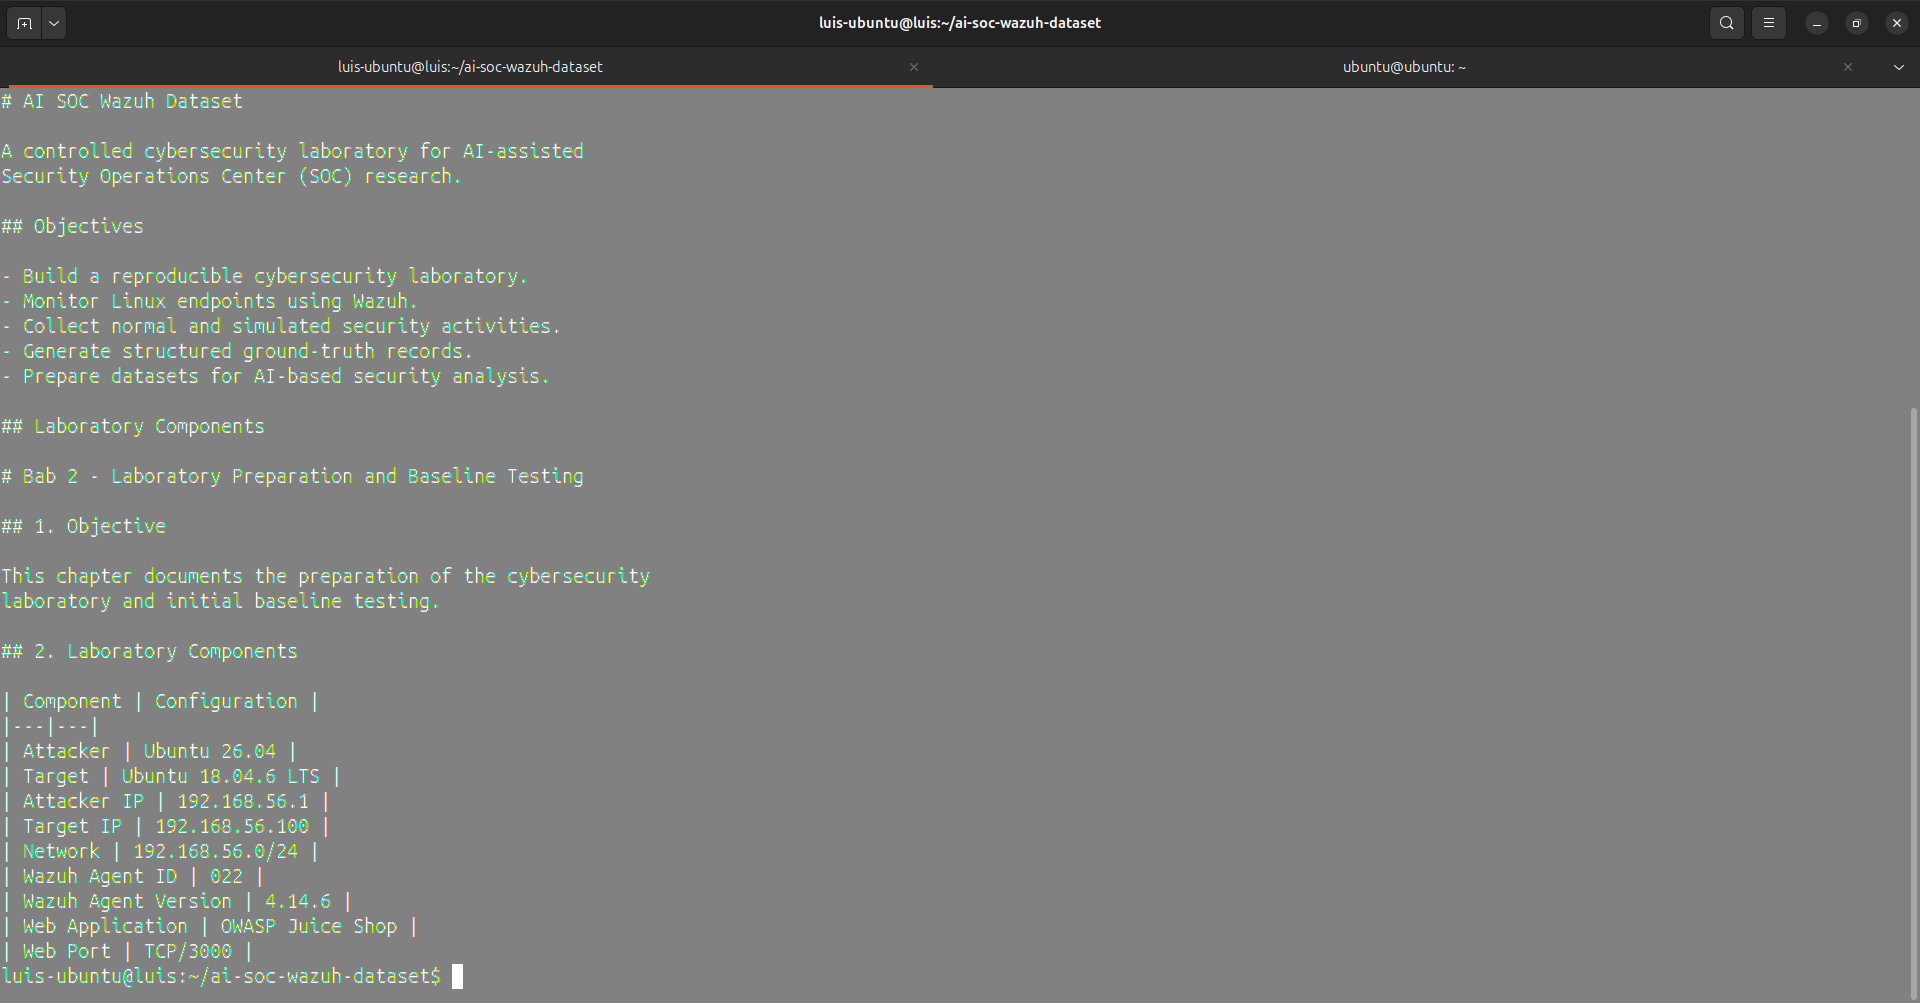 luis-ubuntu@luis:~/ai-soc-wazuh-dataset
luis-ubuntu@luis:~/ai-soc-wazuh-dataset
ubuntu@ubuntu: ~
# AI SOC Wazuh Dataset
A controlled cybersecurity laboratory for AI-assisted
Security Operations Center (SOC) research.
## Objectives
- Build a reproducible cybersecurity laboratory.
- Monitor Linux endpoints using Wazuh.
- Collect normal and simulated security activities.
- Generate structured ground-truth records.
- Prepare datasets for AI-based security analysis.
## Laboratory Components
# Bab 2 - Laboratory Preparation and Baseline Testing
## 1. Objective
This chapter documents the preparation of the cybersecurity
laboratory and initial baseline testing.
## 2. Laboratory Components
| Component | Configuration |
|---|---|
| Attacker | Ubuntu 26.04 |
| Target | Ubuntu 18.04.6 LTS |
| Attacker IP | 192.168.56.1 |
| Target IP | 192.168.56.100 |
| Network | 192.168.56.0/24 |
| Wazuh Agent ID | 022 |
| Wazuh Agent Version | 4.14.6 |
| Web Application | OWASP Juice Shop |
| Web Port | TCP/3000 |
luis-ubuntu@luis:~/ai-soc-wazuh-dataset$